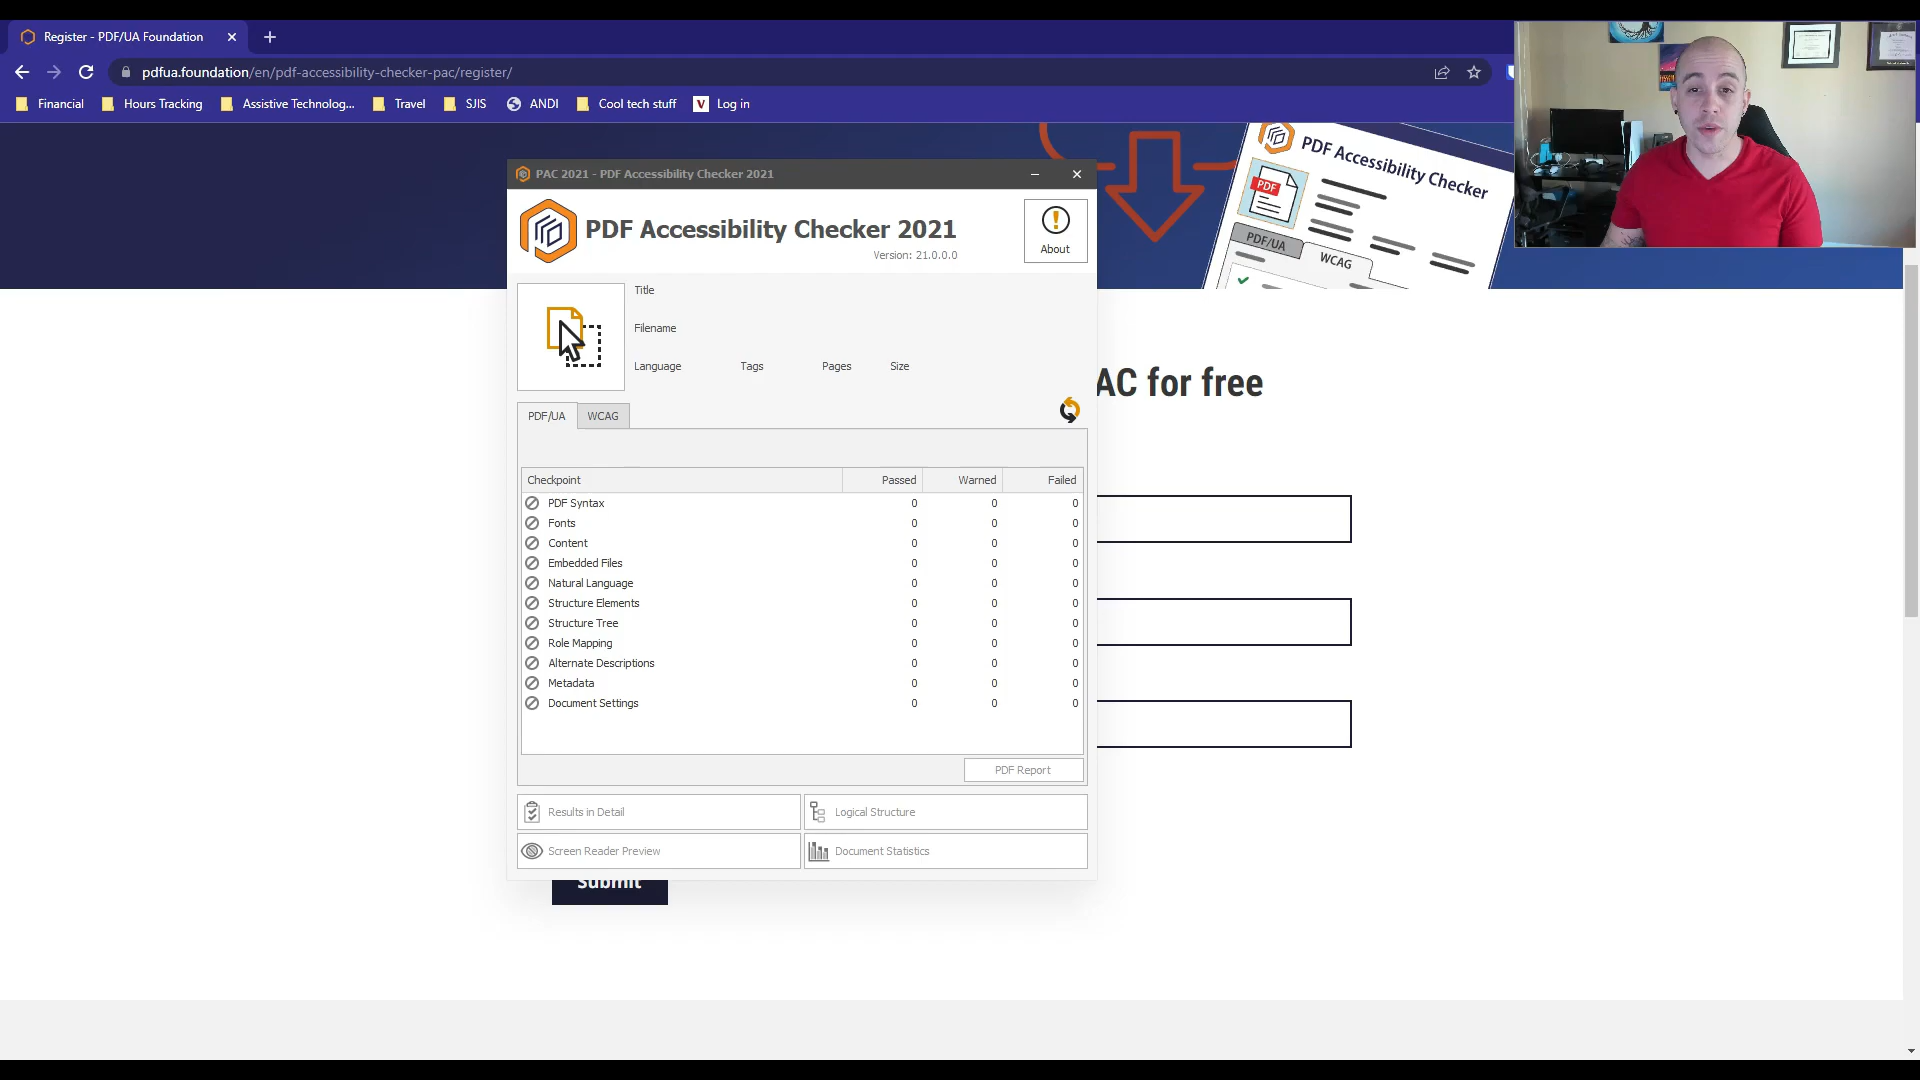 Register - PDF/UA Foundation
pdfua.foundation/en/pdf-accessibility-checker-pac/register/
Financial Hours Tracking Assistive Technolog... Travel SJIS ANDI Cool tech stuff V Log in
PDF Accessibility Checker
PDF
PDF/UA WCAG
PAC 2021 - PDF Accessibility Checker 2021
PDF Accessibility Checker 2021
Version: 21.0.0.0
About
Title
Filename
Language Tags Pages Size
AC for free
PDF/UA WCAG
Checkpoint Passed Warned Failed
PDF Syntax 0 0 0
Fonts 0 0 0
Content 0 0 0
Embedded Files 0 0 0
Natural Language 0 0 0
Structure Elements 0 0 0
Structure Tree 0 0 0
Role Mapping 0 0 0
Alternate Descriptions 0 0 0
Metadata 0 0 0
Document Settings 0 0 0
PDF Report
Results in Detail Logical Structure
Screen Reader Preview Document Statistics
Submit